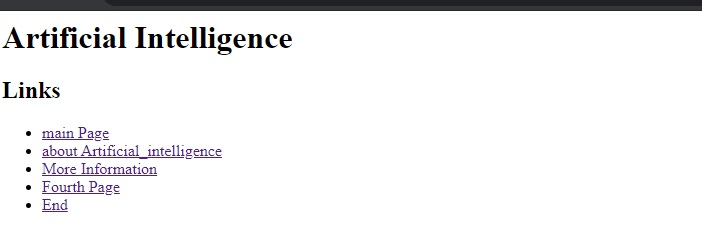 Artificial Intelligence
Links
main Page
about Artificial_intelligence
More Information
Fourth Page
End